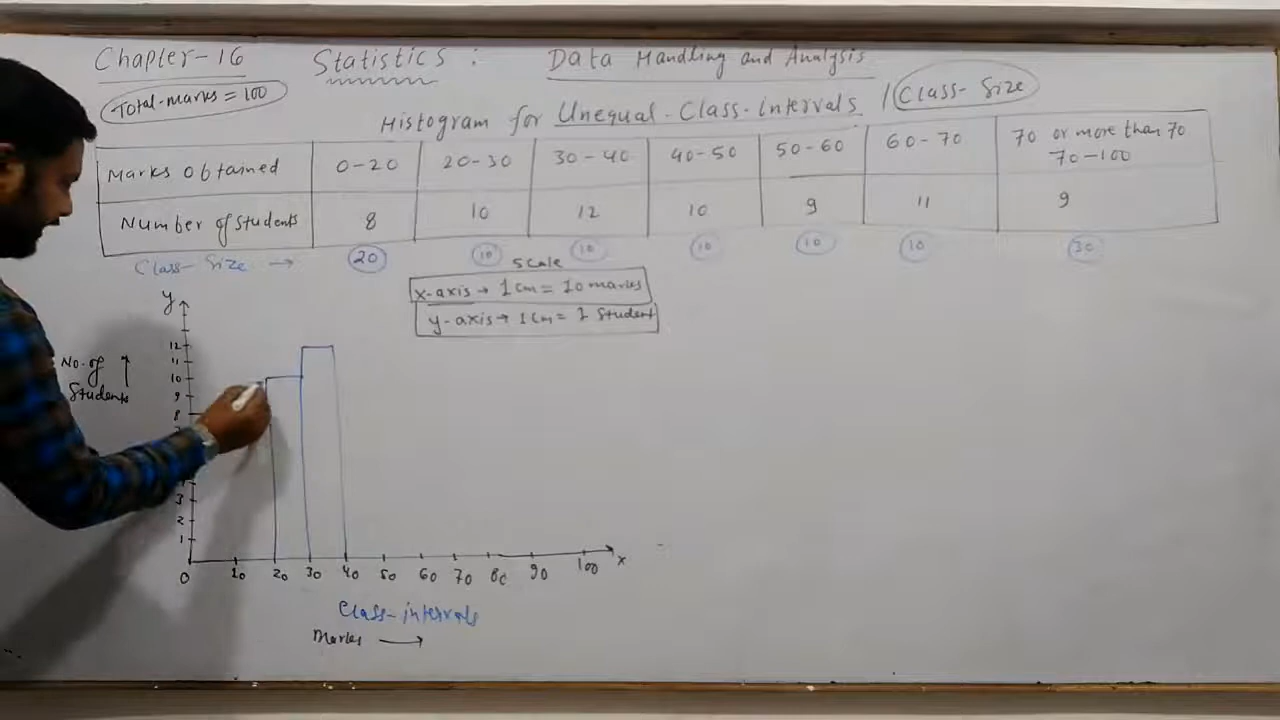 Chapter-16 Statistics : Data Handling and Analysis
Total-marks = 100
Histogram for Unequal-Class-intervals / Class-Size
Marks Obtained 0-20 20-30 30-40 40-50 50-60 60-70 70 or more than 70
70-100
Number of Students 8 10 12 10 9 11 9
Class-Size → 20 10 10 10 10 10 30
Scale
x-axis → 1cm = 10 marks
y-axis → 1cm = 1 Student
y
12
11
10
9
8
3
2
1
No. of
Students
0 10 20 30 40 50 60 70 80 90 100 x
Class-intervals
Marks →